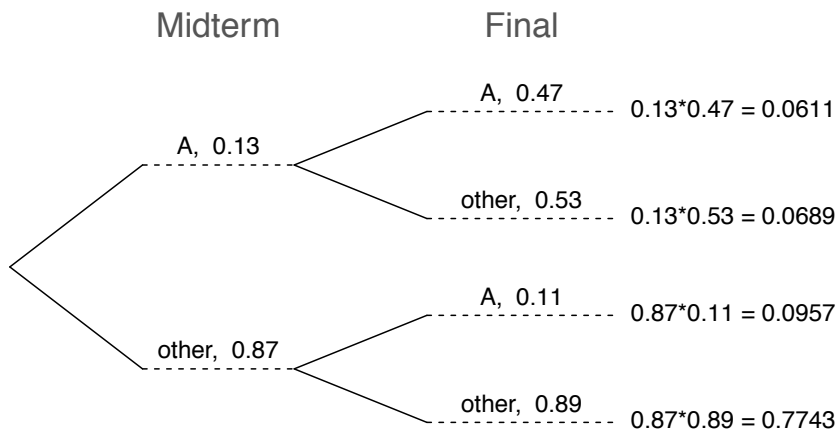 Midterm Final
A, 0.47
0.13*0.47 = 0.0611
A, 0.13
other, 0.53
0.13*0.53 = 0.0689
A, 0.11
0.87*0.11 = 0.0957
other, 0.87
other, 0.89
0.87*0.89 = 0.7743